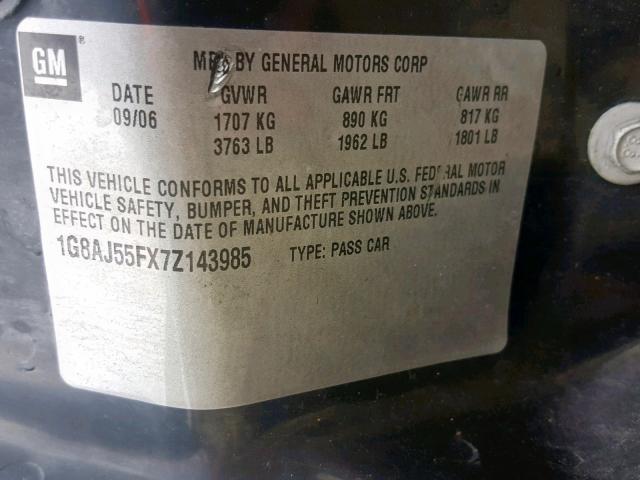 GM
®
MFD BY GENERAL MOTORS CORP
DATE GVWR GAWR FRT GAWR RR
09/06 1707 KG 890 KG 817 KG
3763 LB 1962 LB 1801 LB
THIS VEHICLE CONFORMS TO ALL APPLICABLE U.S. FEDERAL MOTOR
VEHICLE SAFETY, BUMPER, AND THEFT PREVENTION STANDARDS IN
EFFECT ON THE DATE OF MANUFACTURE SHOWN ABOVE.
1G8AJ55FX7Z143985 TYPE: PASS CAR